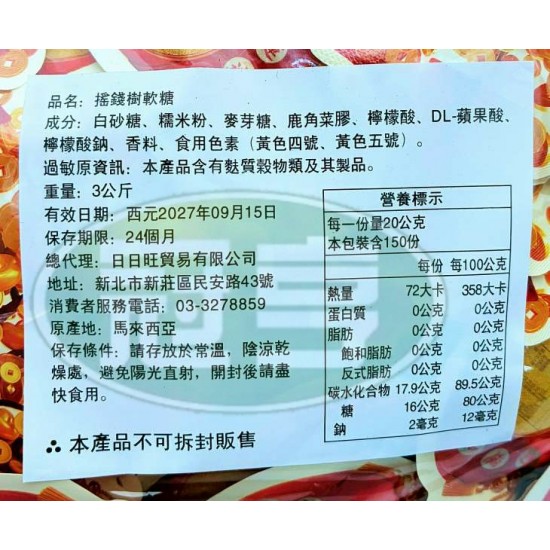 品名：搖錢樹軟糖
成分：白砂糖、糯米粉、麥芽糖、鹿角菜膠、檸檬酸、DL-蘋果酸、
檸檬酸鈉、香料、食用色素（黃色四號、黃色五號）。
過敏原資訊：本產品含有麩質穀物類及其製品。
重量：3公斤
有效日期：西元2027年09月15日
保存期限：24個月
總代理：日日旺貿易有限公司
地址：新北市新莊區民安路43號
消費者服務電話：03-3278859
原產地：馬來西亞
保存條件：請存放於常溫，陰涼乾
燥處，避免陽光直射，開封後請盡
快食用。
本產品不可拆封販售
營養標示
每一份量20公克
本包裝含150份
每份 每100公克
熱量 72大卡 358大卡
蛋白質 0公克 0公克
脂肪 0公克 0公克
飽和脂肪 0公克 0公克
反式脂肪 0公克 0公克
碳水化合物 17.9公克 89.5公克
糖 16公克 80公克
鈉 2毫克 12毫克